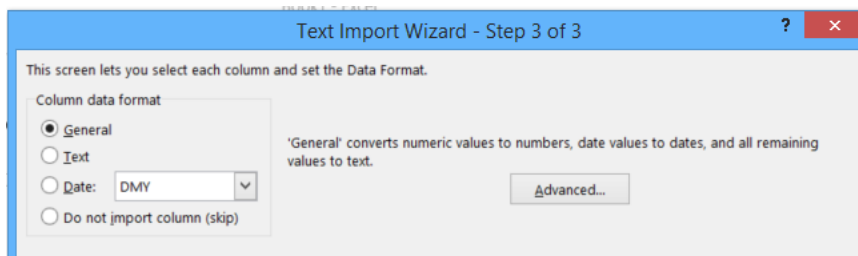 Text Import Wizard - Step 3 of 3
?
This screen lets you select each column and set the Data Format.
Column data format
General
Text
Date: DMY
Do not import column (skip)
'General' converts numeric values to numbers, date values to dates, and all remaining
values to text.
Advanced...